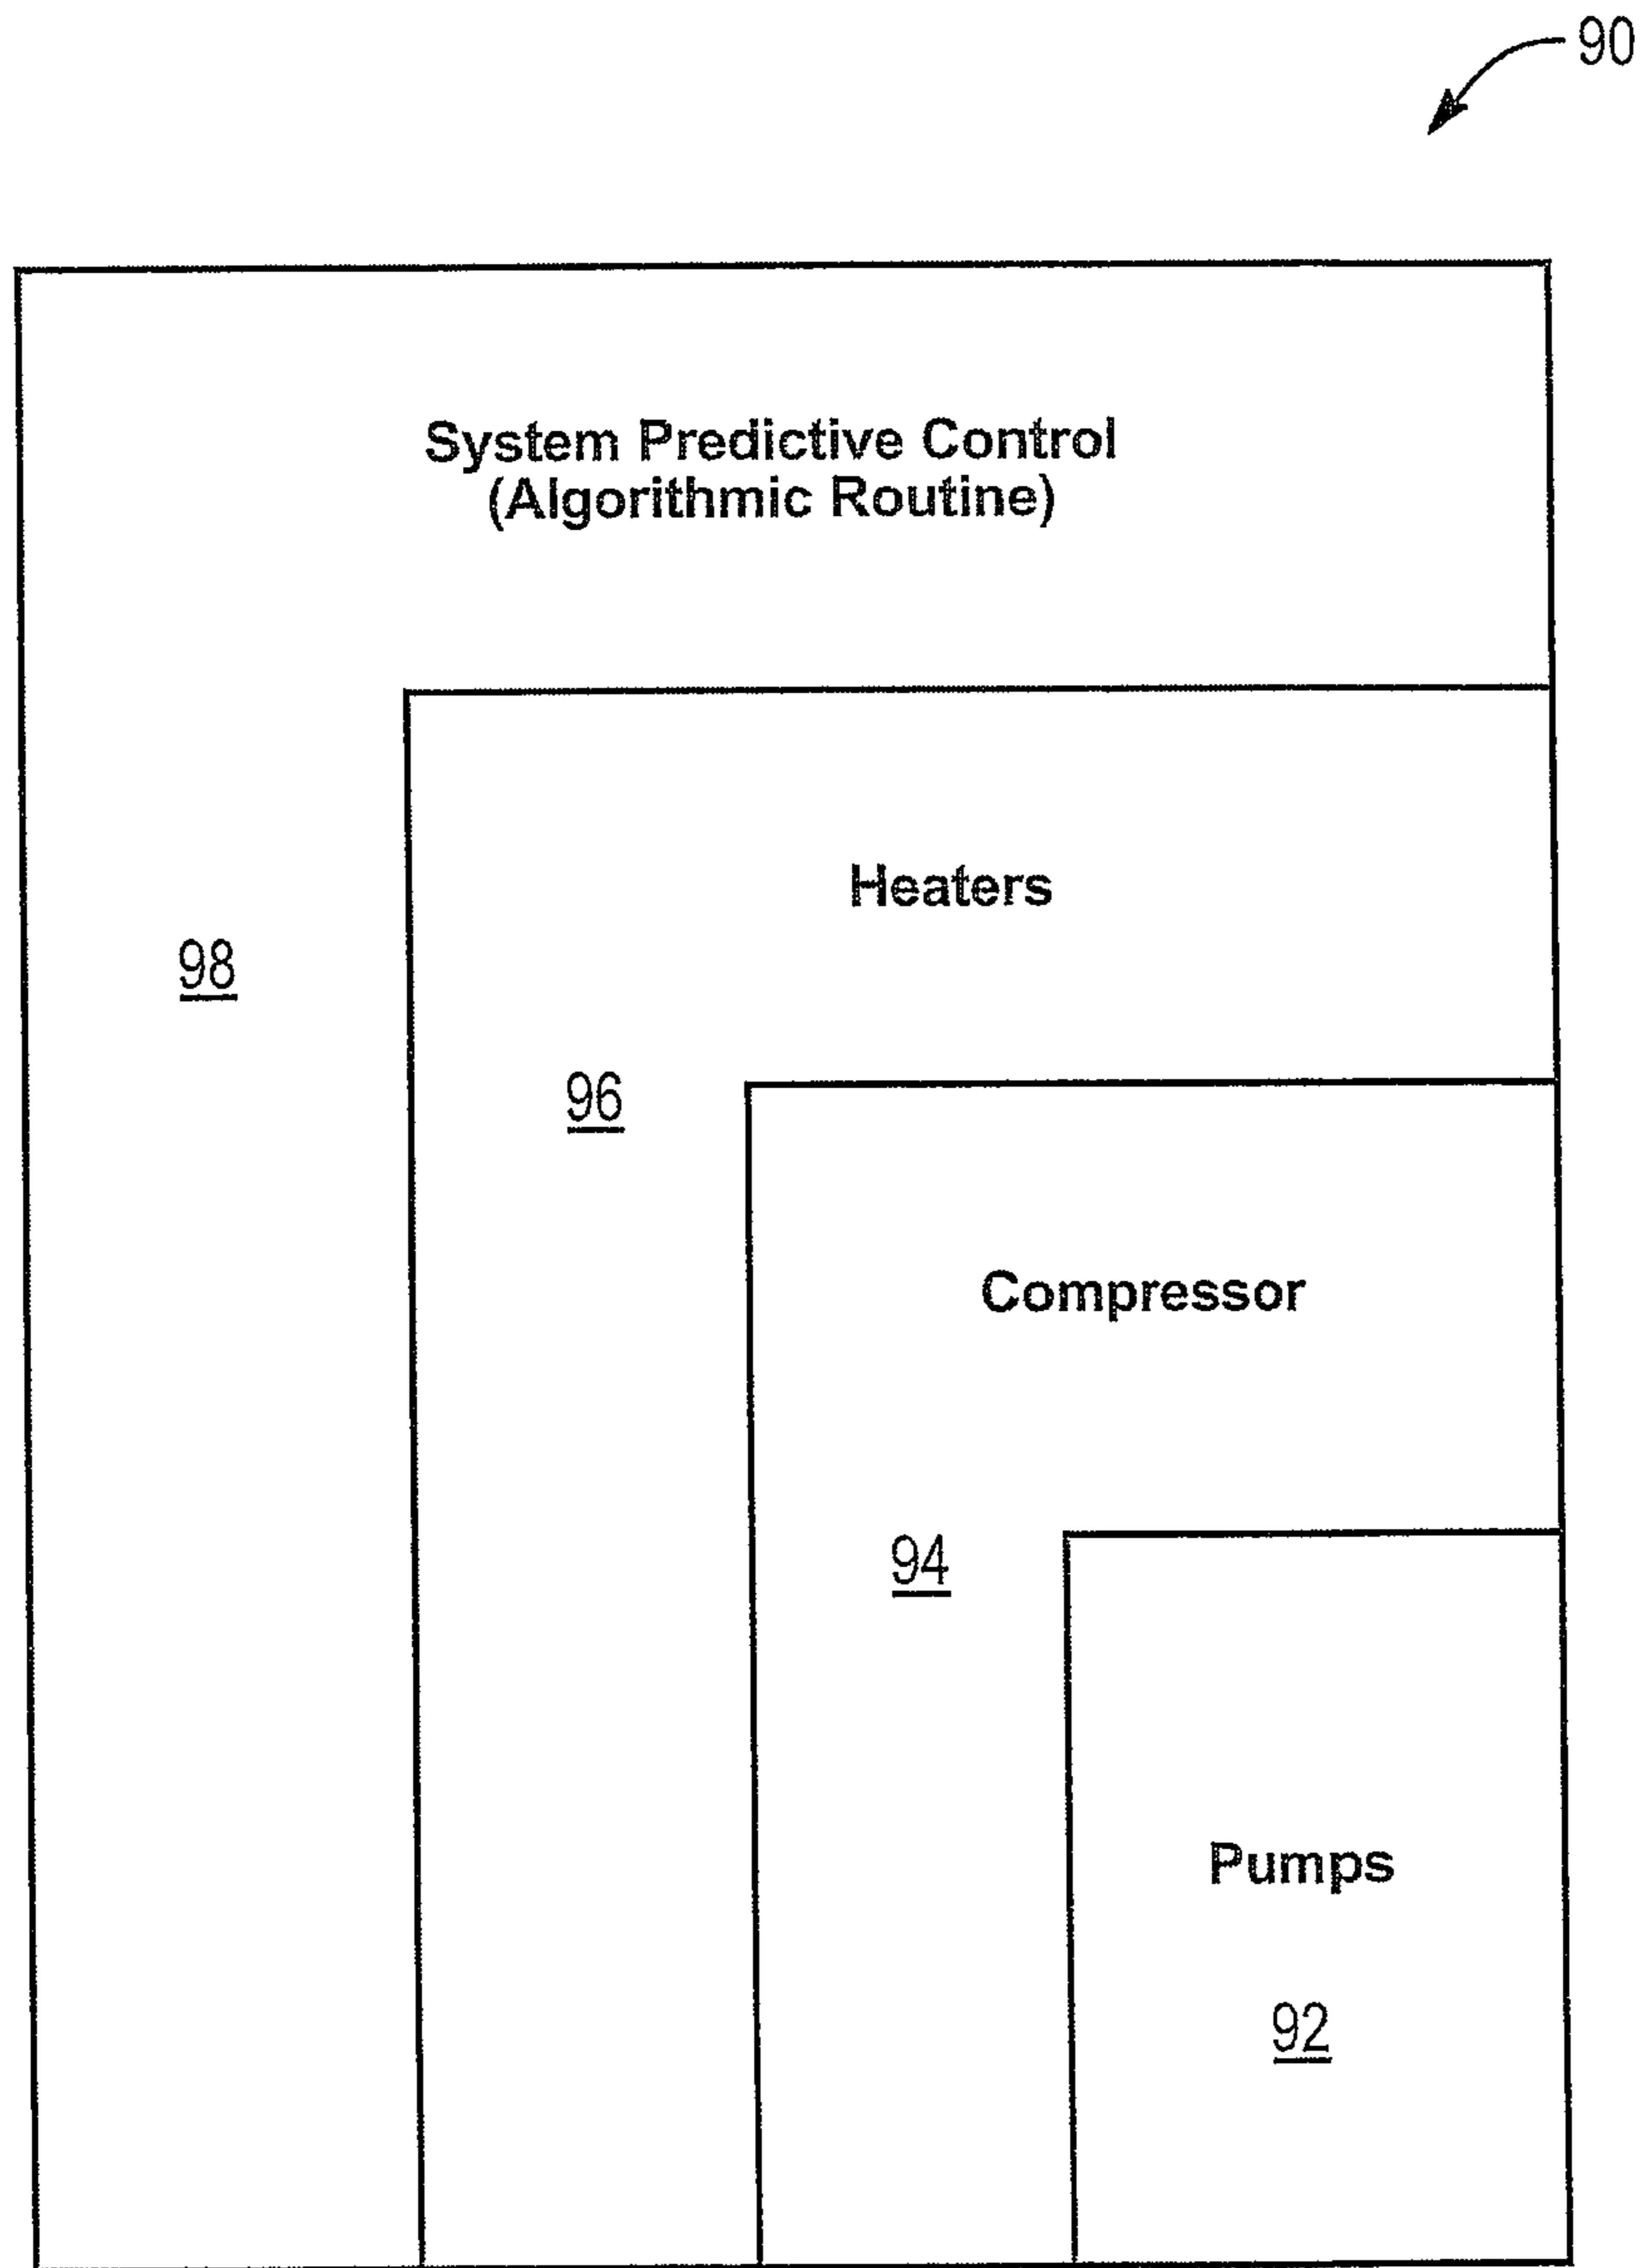 90
System Predictive Control
(Algorithmic Routine)
Heaters
98
96
Compressor
94
Pumps
92